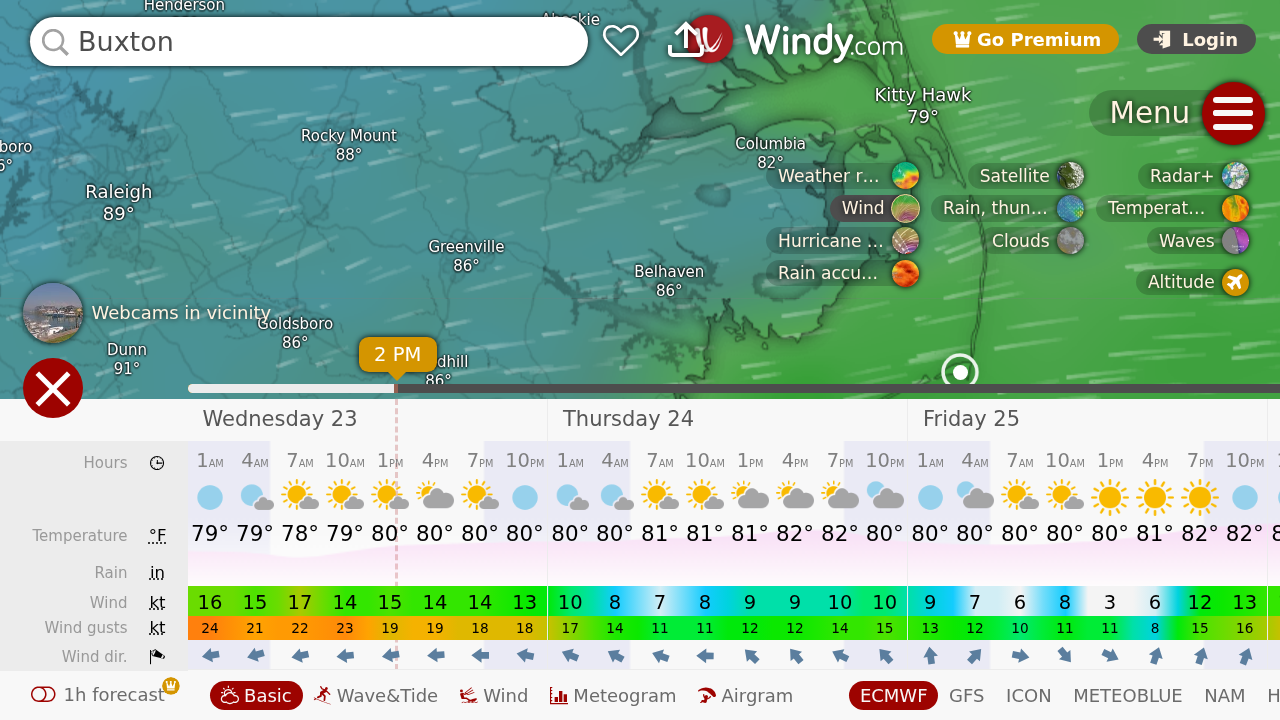 Henderson
Buxton
Windy.com
Go Premium
Login
Kitty Hawk
79°
Menu
Rocky Mount
88°
Columbia
82°
boro
Raleigh
89°
Weather r...
Satellite
Radar+
Wind
Rain, thun...
Temperat...
Greenville
86°
Hurricane ...
Clouds
Waves
Belhaven
86°
Rain accu...
Altitude
Webcams in vicinity
Goldsboro
86°
Dunn
91°
2 PM
dhill
86°
Wednesday 23 Thursday 24 Friday 25
Hours 1AM 4AM 7AM 10AM 1PM 4PM 7PM 10PM 1AM 4AM 7AM 10AM 1PM 4PM 7PM 10PM 1AM 4AM 7AM 10AM 1PM 4PM 7PM 10PM 1
Temperature °F 79° 79° 78° 79° 80° 80° 80° 80° 80° 80° 81° 81° 81° 82° 82° 80° 80° 80° 80° 80° 80° 81° 82° 82° 8
Rain in
Wind kt 16 15 17 14 15 14 14 13 10 8 7 8 9 9 10 10 9 7 6 8 3 6 12 13
Wind gusts kt 24 21 22 23 19 19 18 18 17 14 11 11 12 12 14 15 13 12 10 11 11 8 15 16
Wind dir.
1h forecast Basic Wave&Tide Wind Meteogram Airgram ECMWF GFS ICON METEOBLUE NAM H